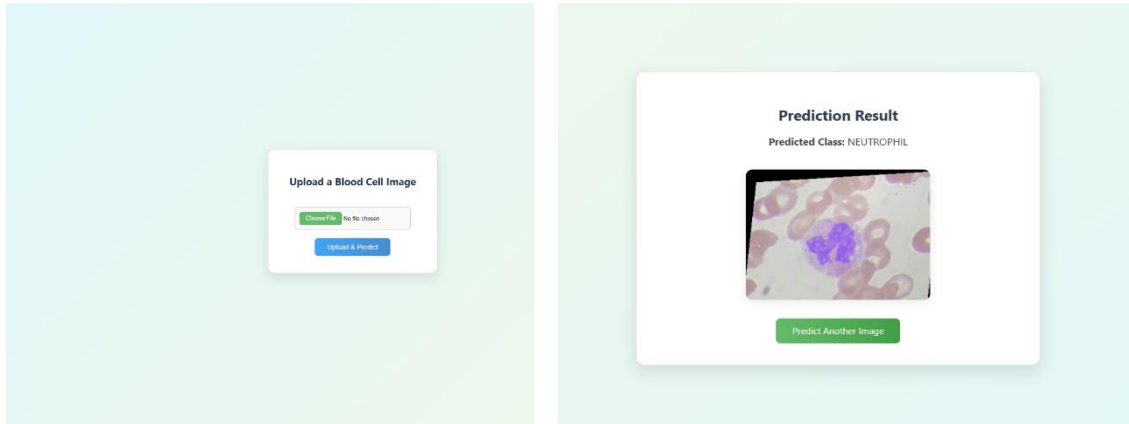 Upload a Blood Cell Image
Choose File No file chosen
Upload & Predict
Prediction Result
Predicted Class: NEUTROPHIL
Predict Another Image